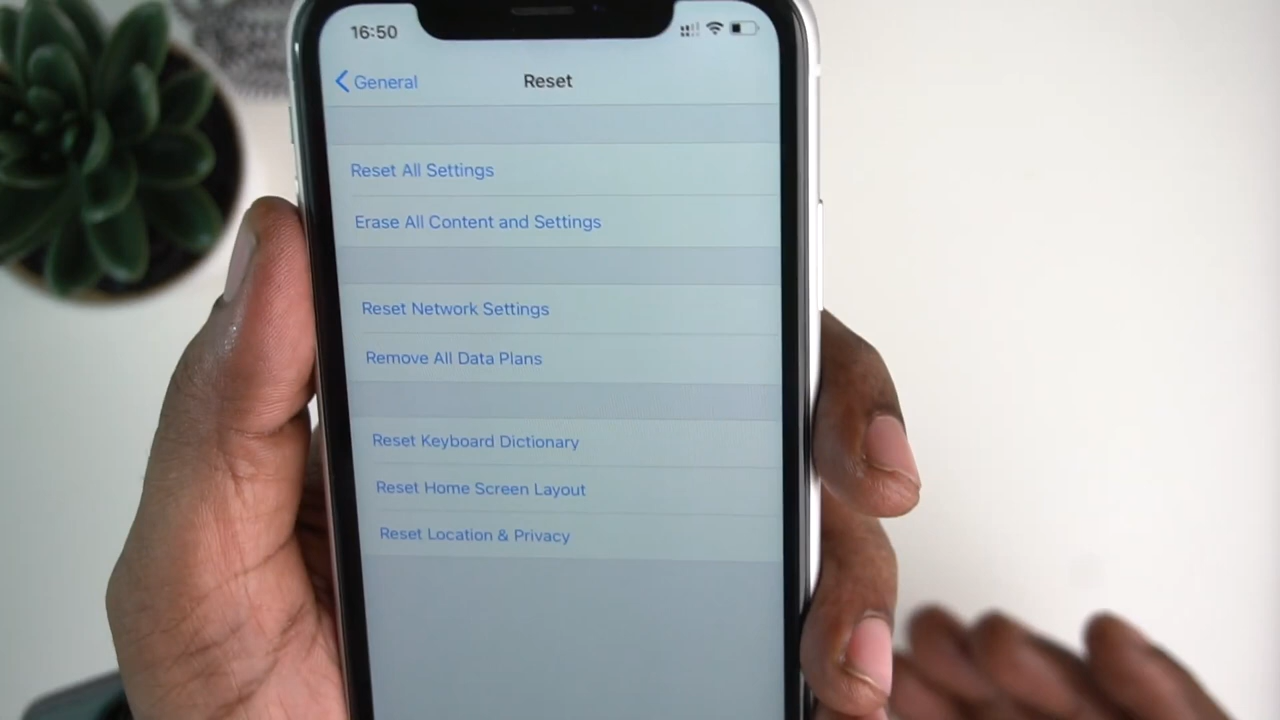 16:50
General
Reset
Reset All Settings
Erase All Content and Settings
Reset Network Settings
Remove All Data Plans
Reset Keyboard Dictionary
Reset Home Screen Layout
Reset Location & Privacy